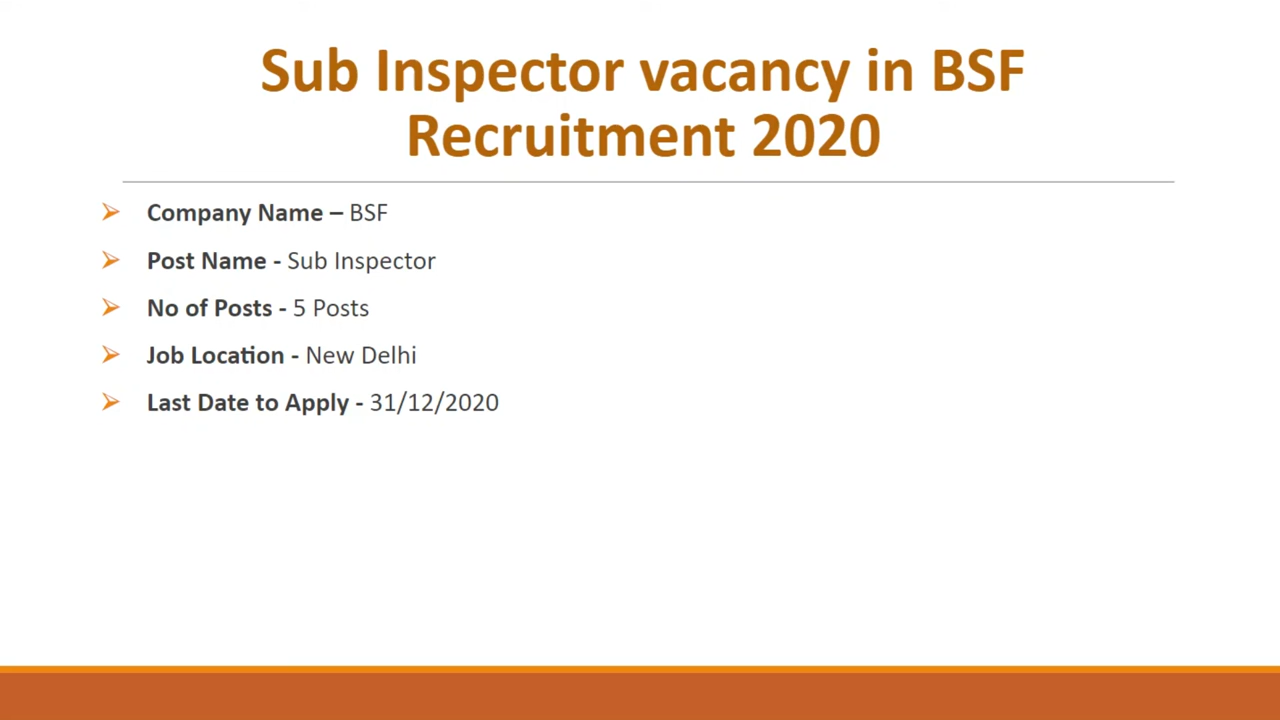 Sub Inspector vacancy in BSF
Recruitment 2020
Company Name – BSF
Post Name - Sub Inspector
No of Posts - 5 Posts
Job Location - New Delhi
Last Date to Apply - 31/12/2020